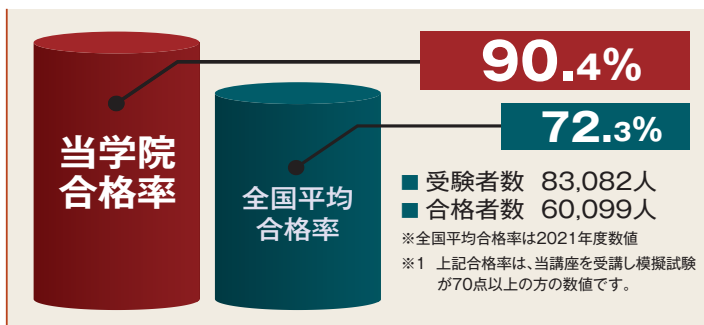 90.4%
当学院
合格率
72.3%
全国平均
合格率
■ 受験者数 83,082人
■ 合格者数 60,099人
※全国平均合格率は2021年度数値
※1 上記合格率は、当講座を受講し模擬試験
が70点以上の方の数値です。